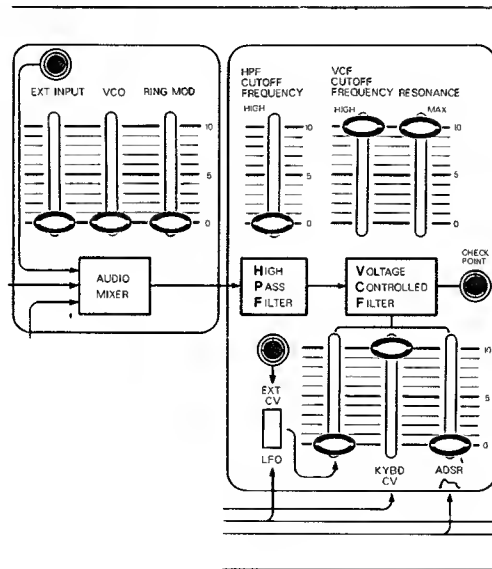 EXT INPUT VCO RING MOD
10
5
0
AUDIO
MIXER
HPF
CUTOFF
FREQUENCY
HIGH
10
5
0
VCF
CUTOFF
FREQUENCY RESONANCE
HIGH MAX
10
5
0
HIGH
PASS
FILTER
VOLTAGE
CONTROLLED
FILTER
CHECK
POINT
EXT
CV
LFO
10
5
0
KYBD
CV
ADSR